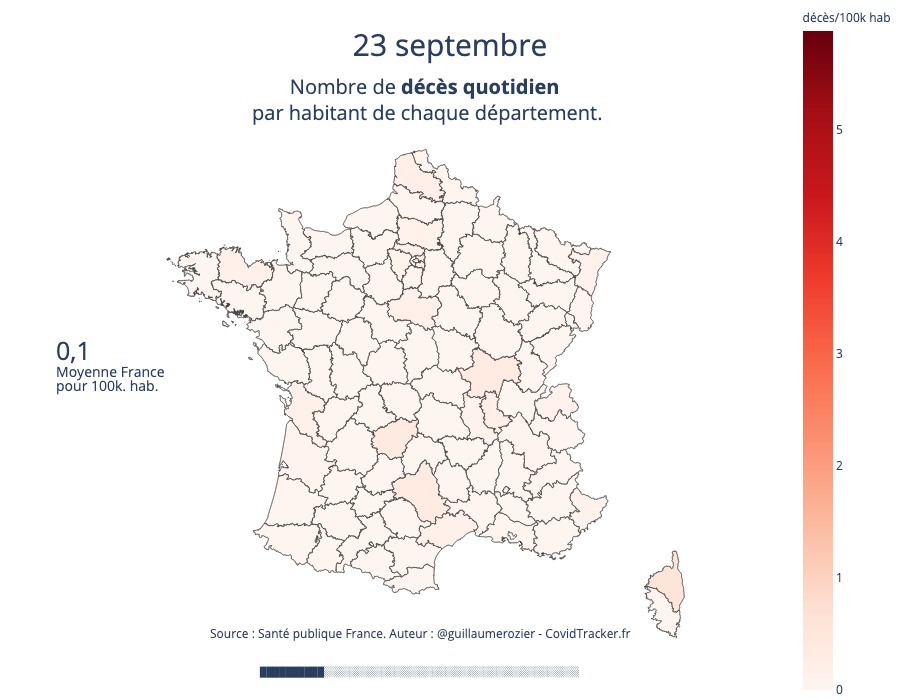 décès/100k hab
23 septembre
Nombre de décès quotidien
par habitant de chaque département.
5
4
3
2
1
0
0,1
Moyenne France
pour 100k. hab.
Source : Santé publique France. Auteur : @guillaumerozier - CovidTracker.fr